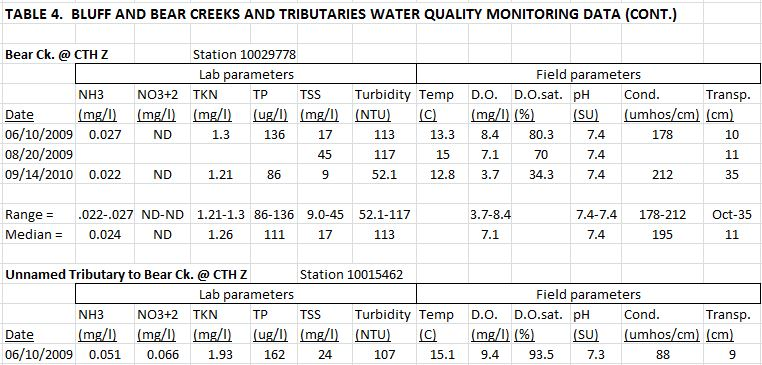 TABLE 4. BLUFF AND BEAR CREEKS AND TRIBUTARIES WATER QUALITY MONITORING DATA (CONT.)
Bear Ck. @ CTH Z Station 10029778
Lab parameters Field parameters
NH3 NO3+2 TKN TP TSS Turbidity Temp D.O. D.O.sat. pH Cond. Transp.
Date (mg/l) (mg/l) (mg/l) (ug/l) (mg/l) (NTU) (C) (mg/l) (%) (SU) (umhos/cm) (cm)
06/10/2009 0.027 ND 1.3 136 17 113 13.3 8.4 80.3 7.4 178 10
08/20/2009 45 117 15 7.1 70 7.4 11
09/14/2010 0.022 ND 1.21 86 9 52.1 12.8 3.7 34.3 7.4 212 35
Range = .022-.027 ND-ND 1.21-1.3 86-136 9.0-45 52.1-117 3.7-8.4 7.4-7.4 178-212 Oct-35
Median = 0.024 ND 1.26 111 17 113 7.1 7.4 195 11
Unnamed Tributary to Bear Ck. @ CTH Z Station 10015462
Lab parameters Field parameters
NH3 NO3+2 TKN TP TSS Turbidity Temp D.O. D.O.sat. pH Cond. Transp.
Date (mg/l) (mg/l) (mg/l) (ug/l) (mg/l) (NTU) (C) (mg/l) (%) (SU) (umhos/cm) (cm)
06/10/2009 0.051 0.066 1.93 162 24 107 15.1 9.4 93.5 7.3 88 9